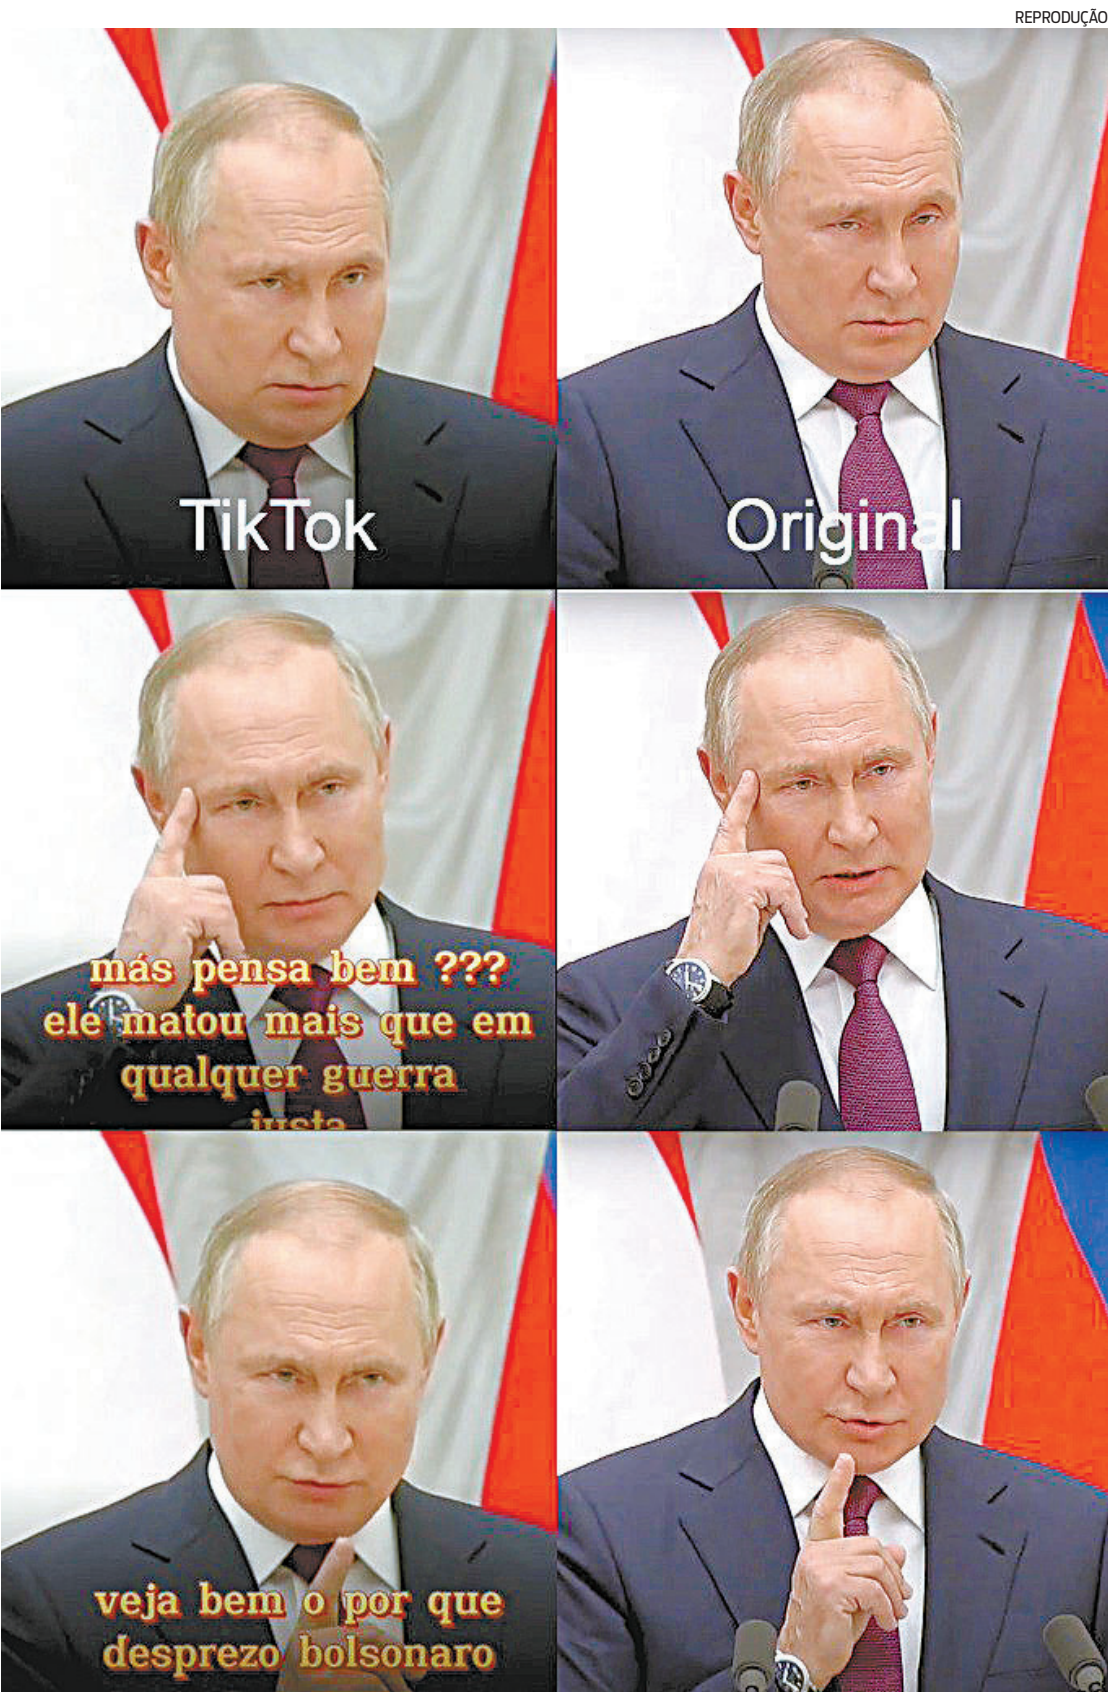 REPRODUÇÃO
TikTok
Original
más pensa bem ???
ele matou mais que em
qualquer guerra
justa
veja bem o por que
desprezo bolsonaro